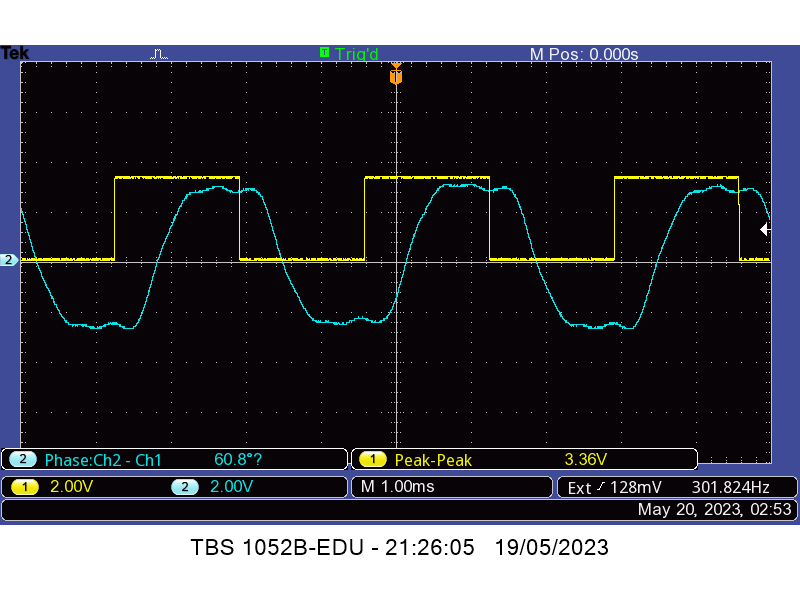 Tek T Trig'd M Pos: 0.000s
T
2
2 Phase:Ch2 - Ch1 60.8°? 1 Peak-Peak 3.36V
1 2.00V 2 2.00V M 1.00ms Ext 128mV 301.824Hz
May 20, 2023, 02:53
TBS 1052B-EDU - 21:26:05 19/05/2023